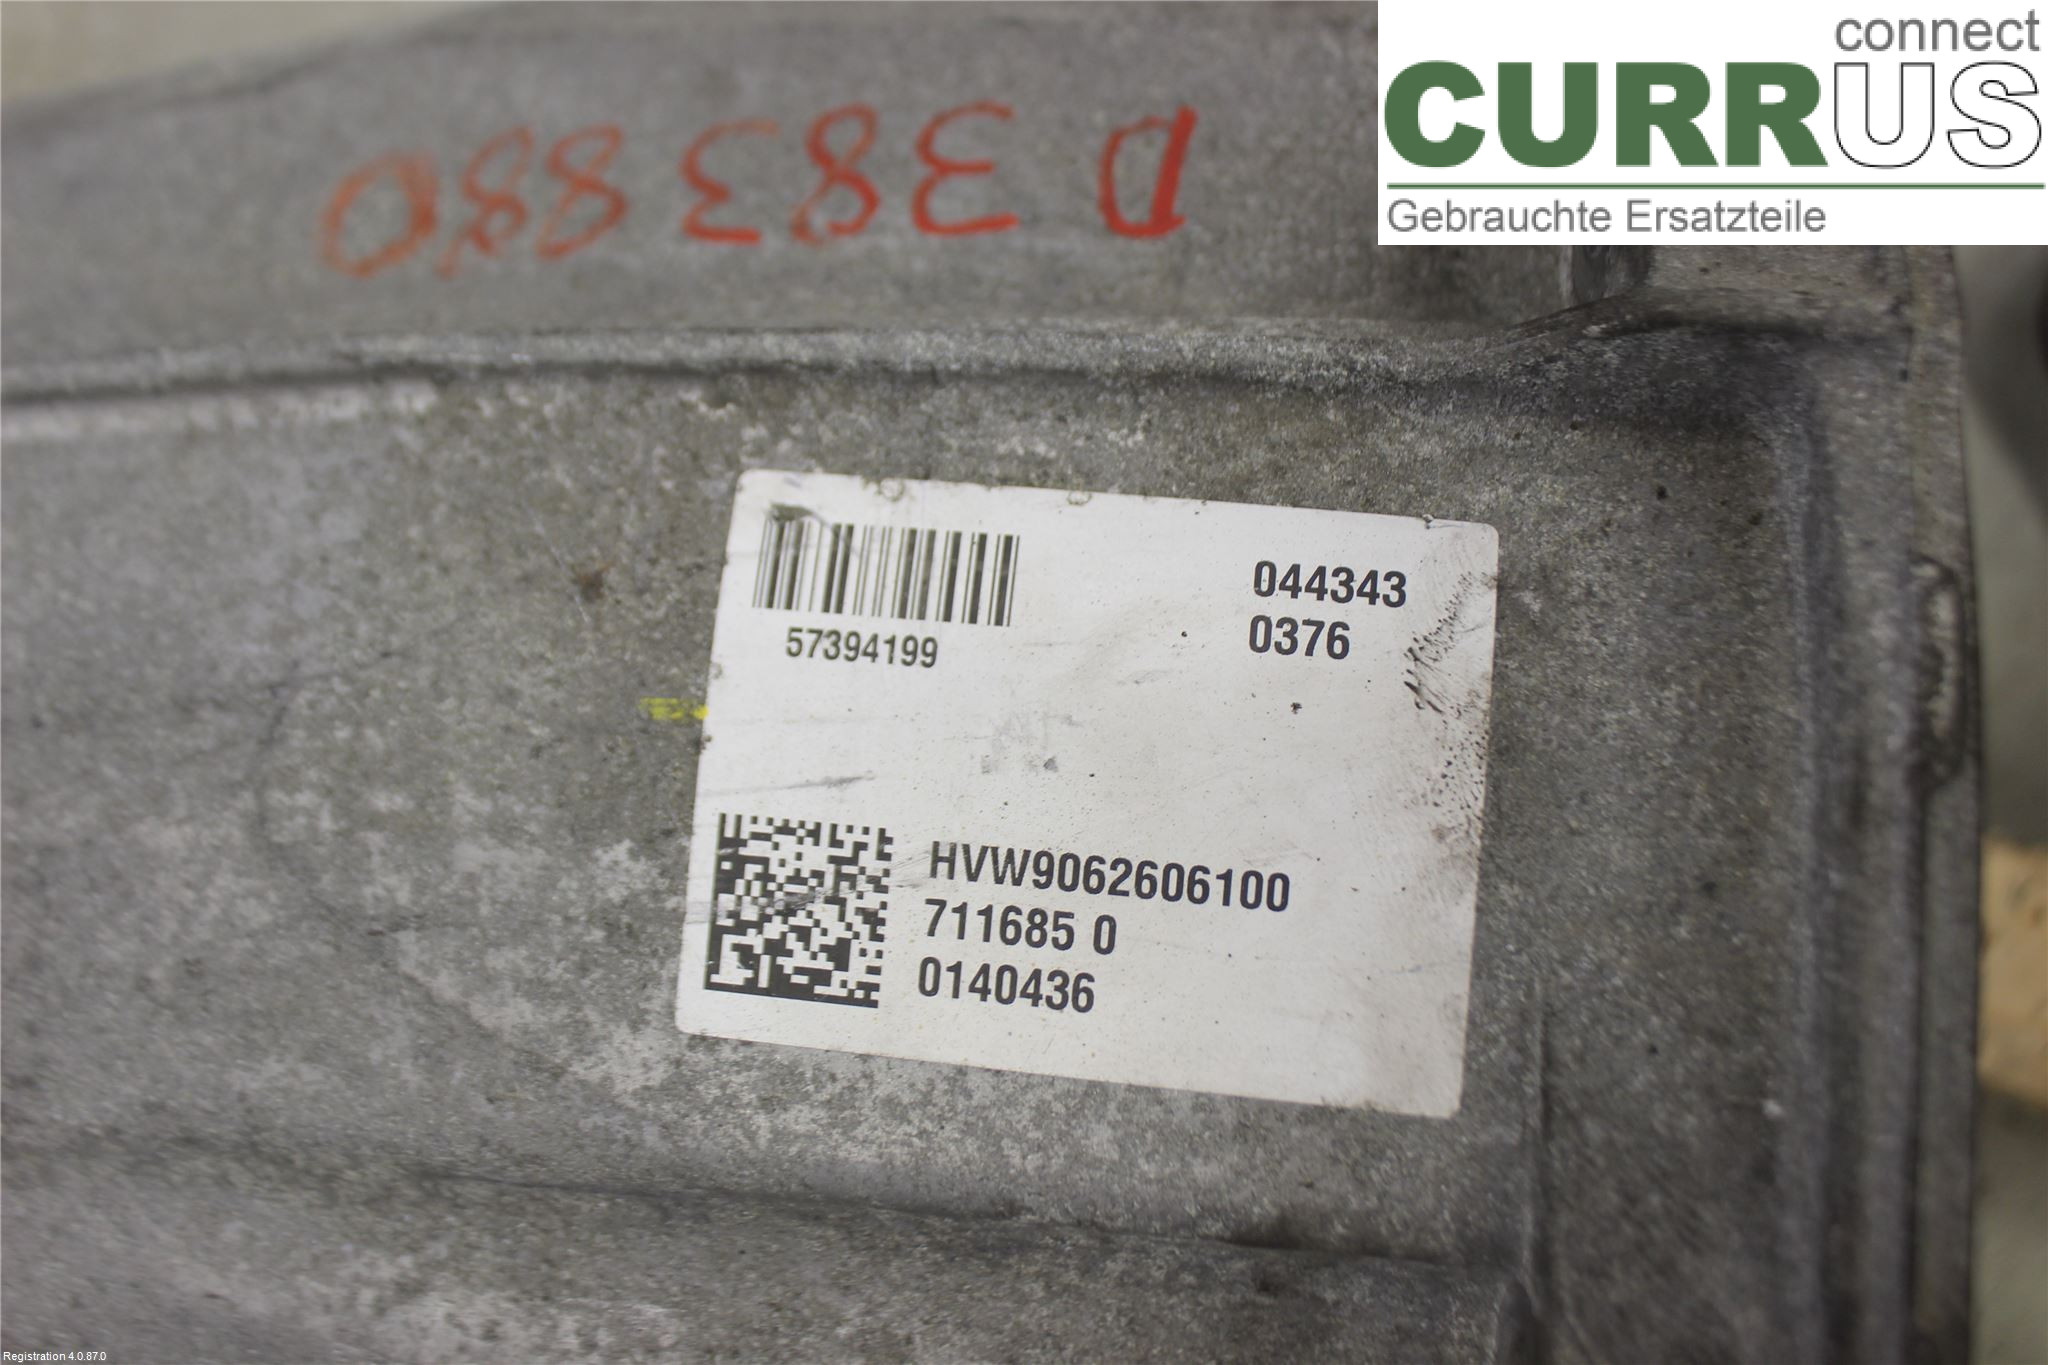 connect
CURRUS
Gebrauchte Ersatzteile
D 383880
57394199
044343
0376
HVW9062606100
711685 0
0140436
Registration 4.0.87.0